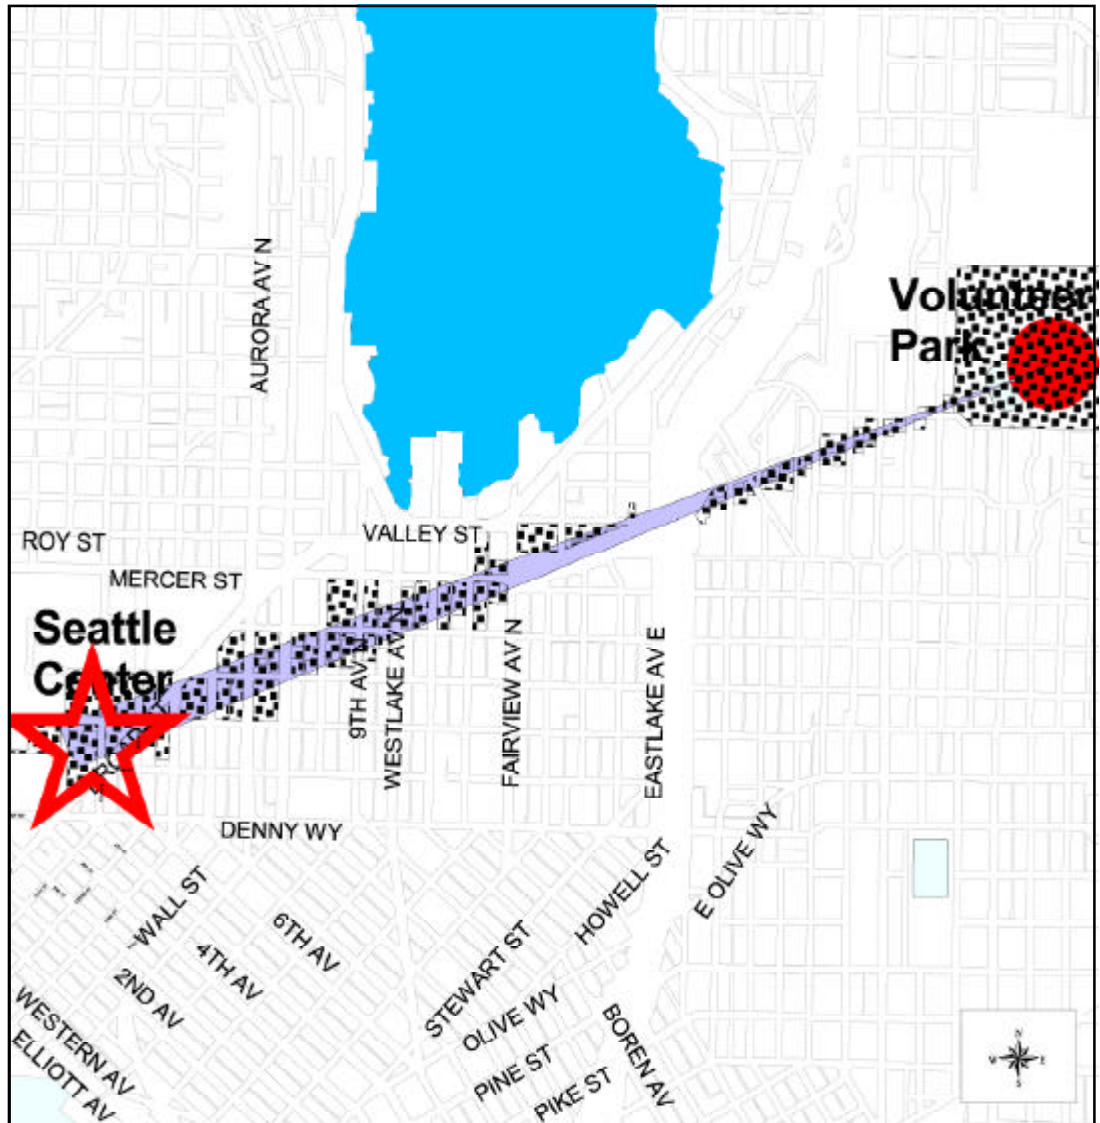 AURORA AV N
Volunteer
Park
ROY ST
VALLEY ST
MERCER ST
Seattle
Center
9TH AV N
WESTLAKE AV N
FAIRVIEW AV N
EASTLAKE AV E
DENNY WY
WALL ST
6TH AV
4TH AV
2ND AV
WESTERN AV
ELLIOTT AV
STEWART ST
HOWELL ST
E OLIVE WY
OLIVE WY
PINE ST
PIKE ST
BOREN AV
N
W
E
S